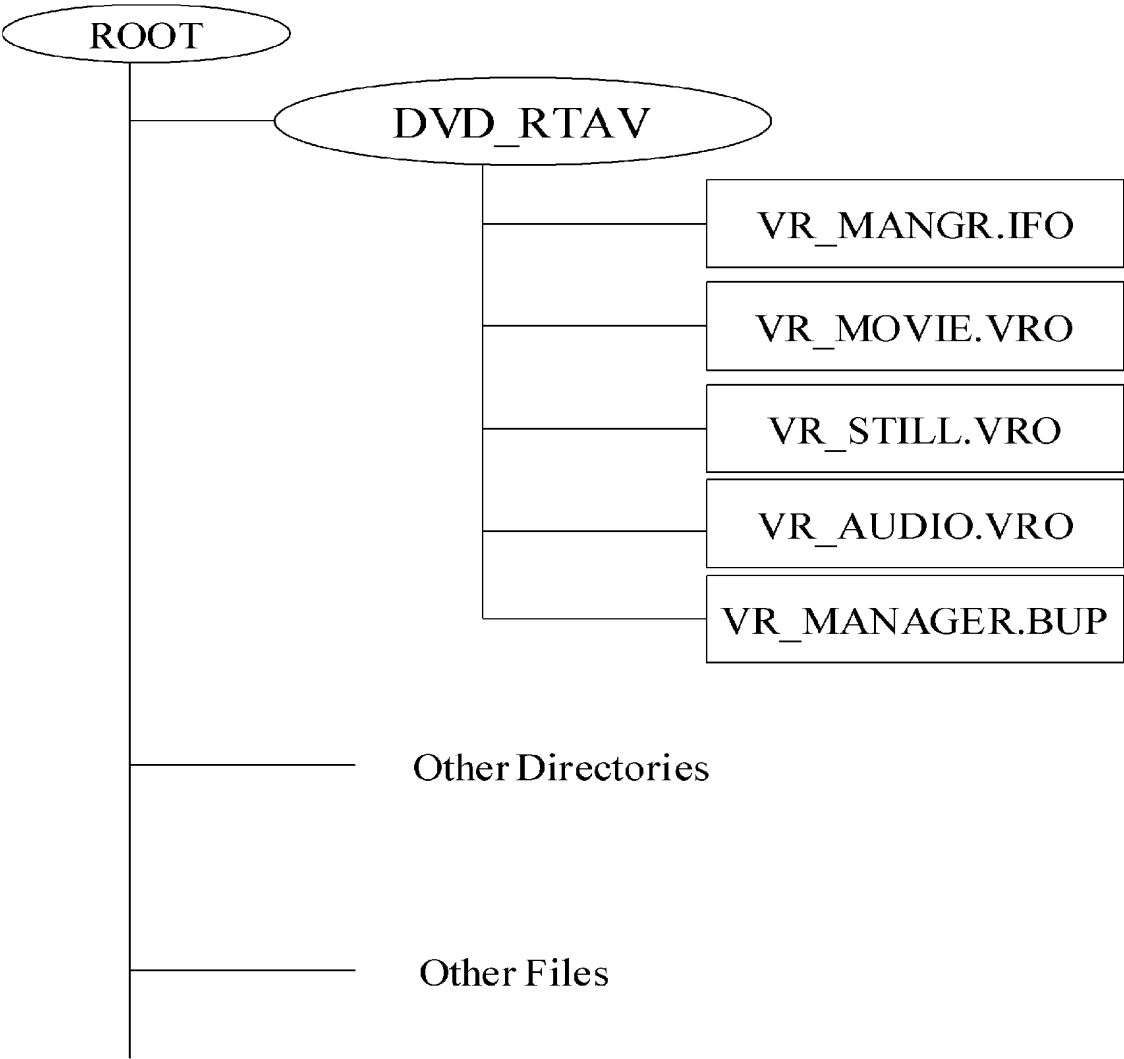 ROOT
DVD_RTAV
VR_MANGR.IFO
VR_MOVIE.VRO
VR_STILL.VRO
VR_AUDIO.VRO
VR_MANAGER.BUP
Other Directories
Other Files